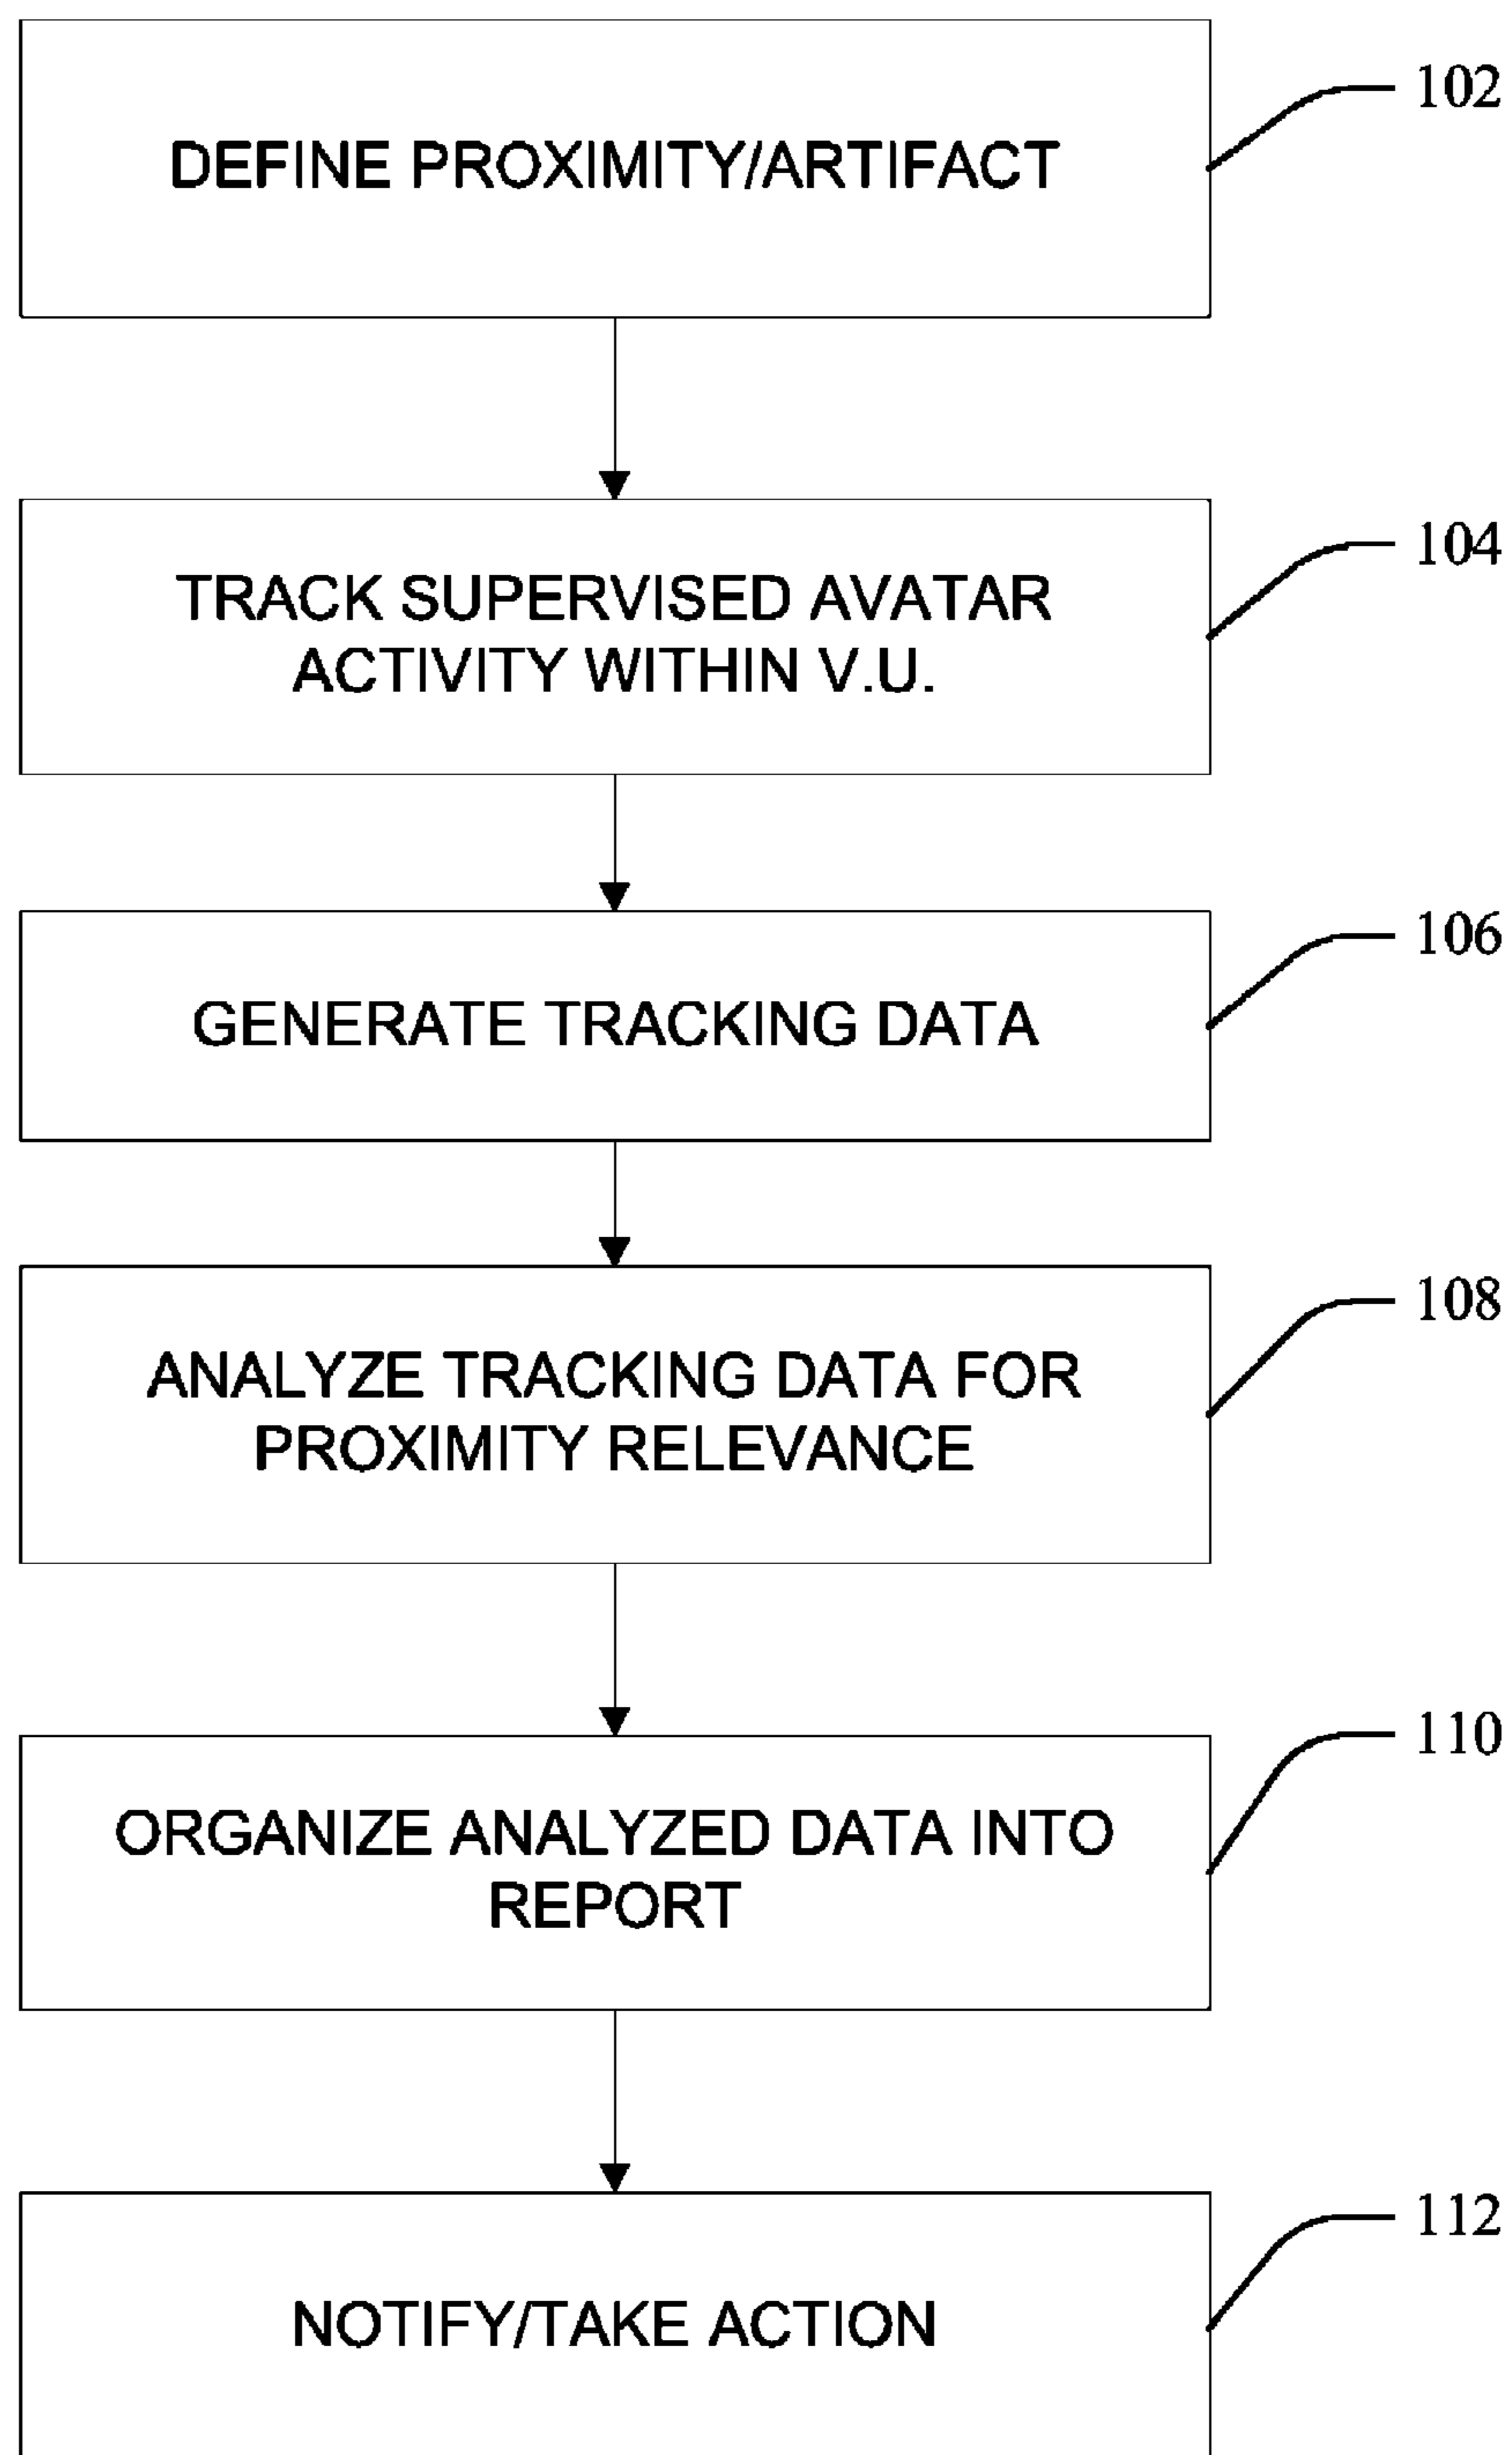 DEFINE PROXIMITY/ARTIFACT
102
TRACK SUPERVISED AVATAR
ACTIVITY WITHIN V.U.
104
GENERATE TRACKING DATA
106
ANALYZE TRACKING DATA FOR
PROXIMITY RELEVANCE
108
ORGANIZE ANALYZED DATA INTO
REPORT
110
NOTIFY/TAKE ACTION
112